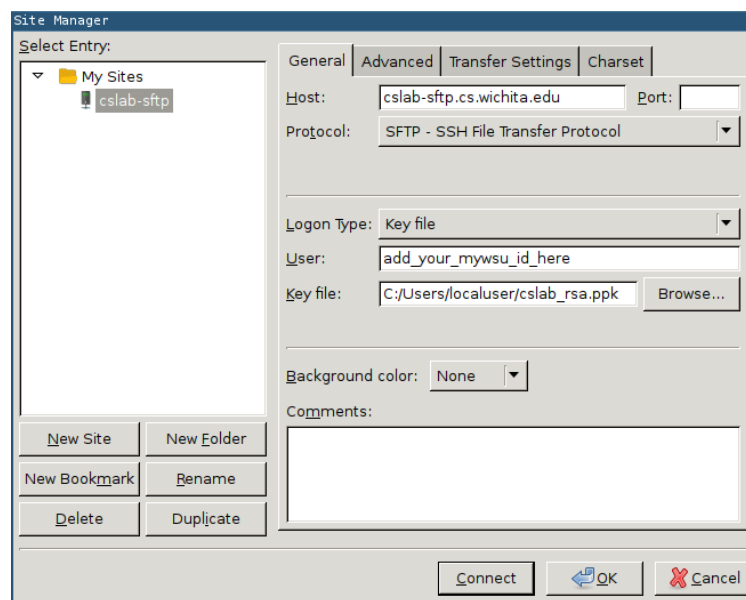 Site Manager
Select Entry:
My Sites
cslab-sftp
New Site
New Folder
New Bookmark
Rename
Delete
Duplicate
General
Advanced
Transfer Settings
Charset
Host:
cslab-sftp.cs.wichita.edu
Port:
Protocol:
SFTP - SSH File Transfer Protocol
Logon Type:
Key file
User:
add_your_mywsu_id_here
Key file:
C:/Users/localuser/cslab_rsa.ppk
Browse...
Background color:
None
Comments:
Connect
OK
Cancel